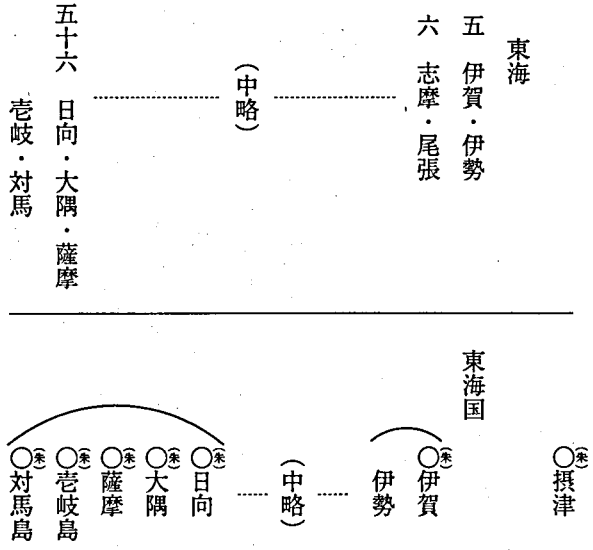 東海
五 伊賀・伊勢
六 志摩・尾張
(中略)
五十六 日向・大隅・薩摩
壱岐・対馬
○(朱)摂津
東海国
○(朱)伊賀
伊勢
(中略)
○(朱)日向
○(朱)大隅
○(朱)薩摩
○(朱)壱岐島
○(朱)対馬島